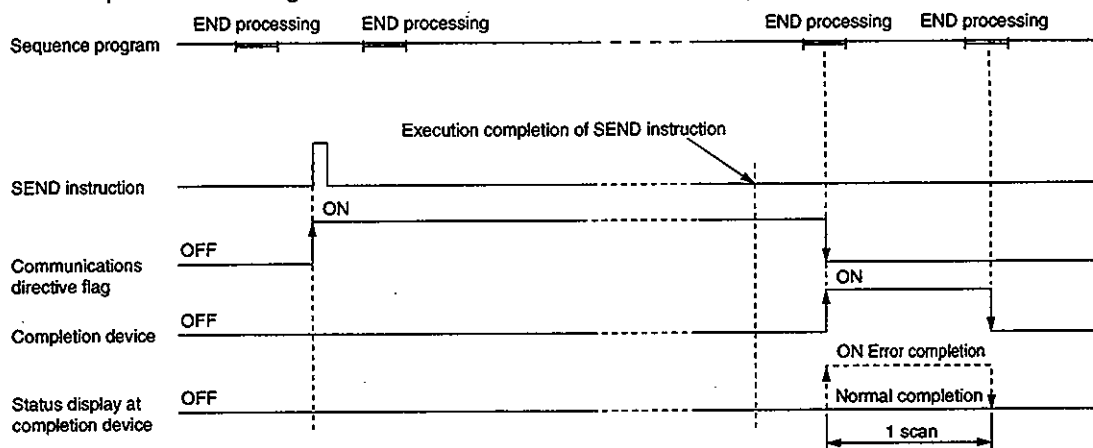 END processing END processing END processing END processing
Sequence program
Execution completion of SEND instruction
SEND instruction
ON
OFF
Communications
directive flag
ON
OFF
Completion device
ON Error completion
OFF
Normal completion
Status display at
completion device
1 scan